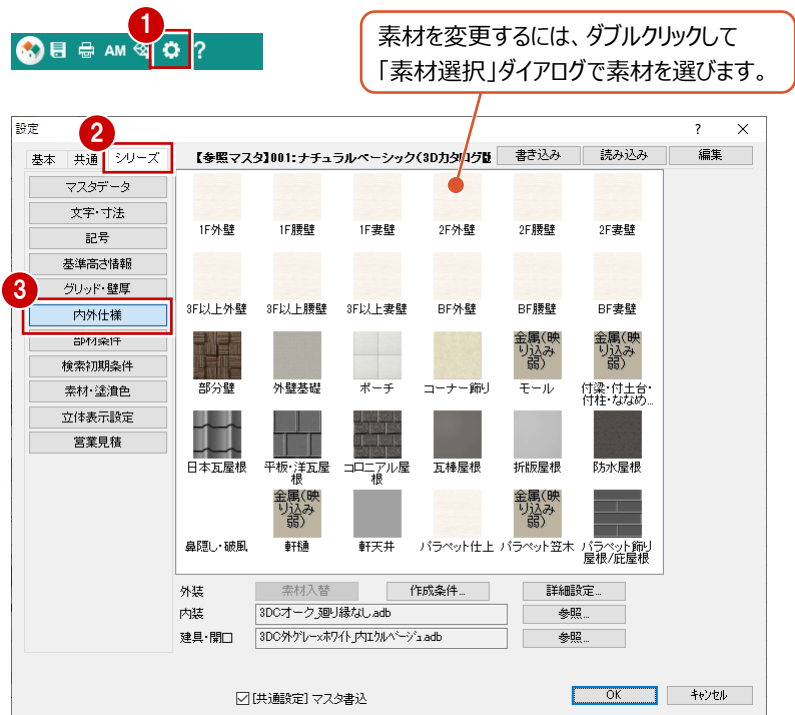 1
AM
?
素材を変更するには、ダブルクリックして
「素材選択」ダイアログで素材を選びます。
設定
?
2
基本 共通 シリーズ
【参照マスタ】001:ナチュラルベーシック(3Dカタログ
書き込み 読み込み 編集
マスタデータ
文字・寸法
記号
基準高さ情報
グリッド・壁厚
3
内外仕様
部材条件
検索初期条件
素材・塗潰色
立体表示設定
営業見積
1F外壁 1F腰壁 1F妻壁 2F外壁 2F腰壁 2F妻壁
3F以上外壁 3F以上腰壁 3F以上妻壁 BF外壁 BF腰壁 BF妻壁
金属(映
り込み
弱)
金属(映
り込み
弱)
部分壁 外壁基礎 ポーチ コーナー飾り モール 付梁・付土台・
付柱・ななめ...
日本瓦屋根 平板・洋瓦屋
根
コロニアル屋
根
瓦棒屋根 折版屋根 防水屋根
金属(映
り込み
弱)
金属(映
り込み
弱)
鼻隠し・破風 軒樋 軒天井 パラペット仕上 パラペット笠木 パラペット飾り
屋根/庇屋根
外装 素材入替 作成条件... 詳細設定...
内装 3DCオーク_廻り縁なし.adb 参照...
建具・開口 3DC外グレーxホワイト_内エクルベージュ.adb 参照...
[共通設定] マスタ書込
OK キャンセル